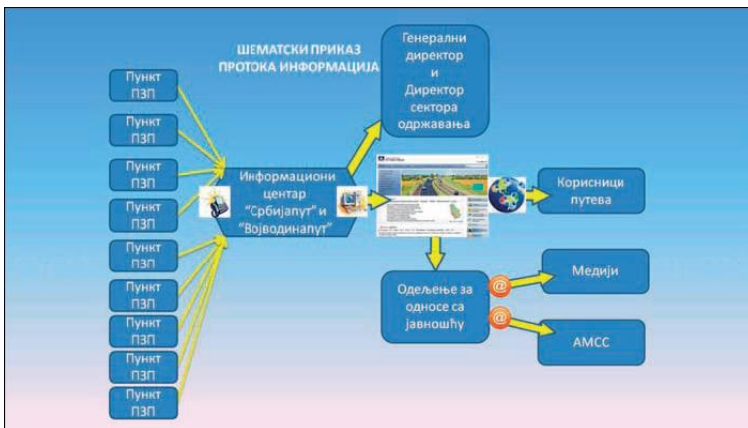 ШЕМАТСКИ ПРИКАЗ
ПРОТОКА ИНФОРМАЦИЈА
Пункт
ПЗП
Пункт
ПЗП
Пункт
ПЗП
Пункт
ПЗП
Пункт
ПЗП
Пункт
ПЗП
Пункт
ПЗП
Пункт
ПЗП
Пункт
ПЗП
Информациони
центар
“Србијапут” и
“Војводинапут”
Генерални
директор
и
Директор
сектора
одржавања
Корисници
путева
Одељење за
односе са
јавношћу
@
@
Медији
АМСС